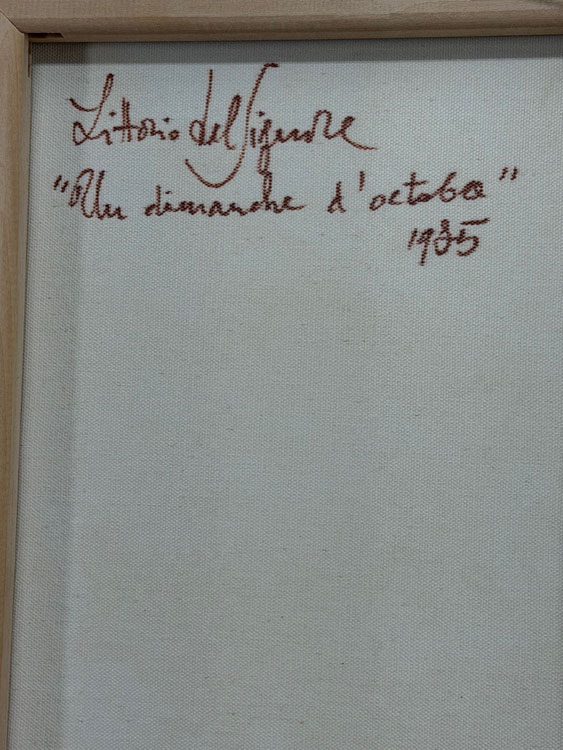 Littorio del Signore
"Un dimanche d'octobre"
1985